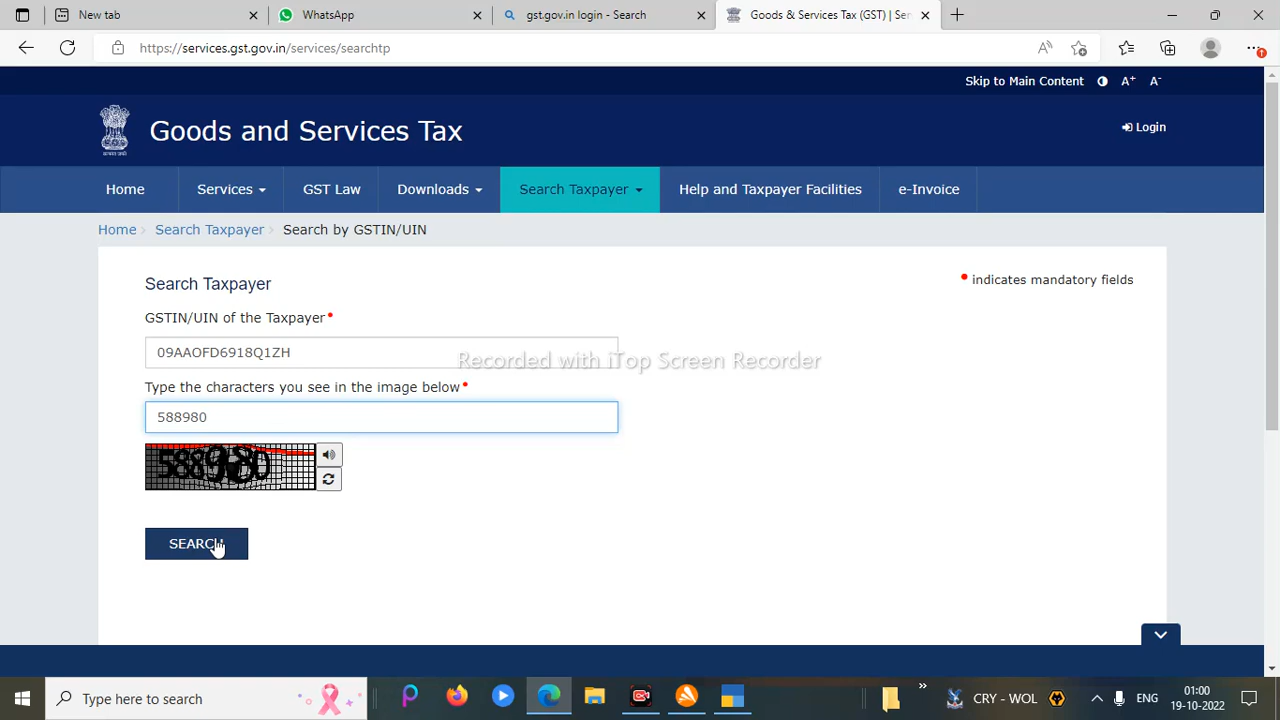 New tab
WhatsApp
gst.gov.in login - Search
Goods & Services Tax (GST) | Ser
https://services.gst.gov.in/services/searchtp
Skip to Main Content
A+
A-
Goods and Services Tax
Login
Home
Services
GST Law
Downloads
Search Taxpayer
Help and Taxpayer Facilities
e-Invoice
Home
Search Taxpayer
Search by GSTIN/UIN
Search Taxpayer
• indicates mandatory fields
GSTIN/UIN of the Taxpayer•
09AAOFD6918Q1ZH
Recorded with iTop Screen Recorder
Type the characters you see in the image below•
588980
588980
SEARCH
Type here to search
CRY - WOL
ENG
01:00
19-10-2022